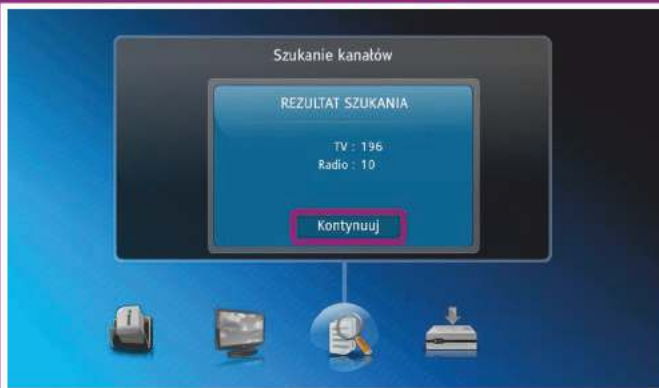 Szukanie kanałów
REZULTAT SZUKANIA
TV : 196
Radio : 10
Kontynuuj